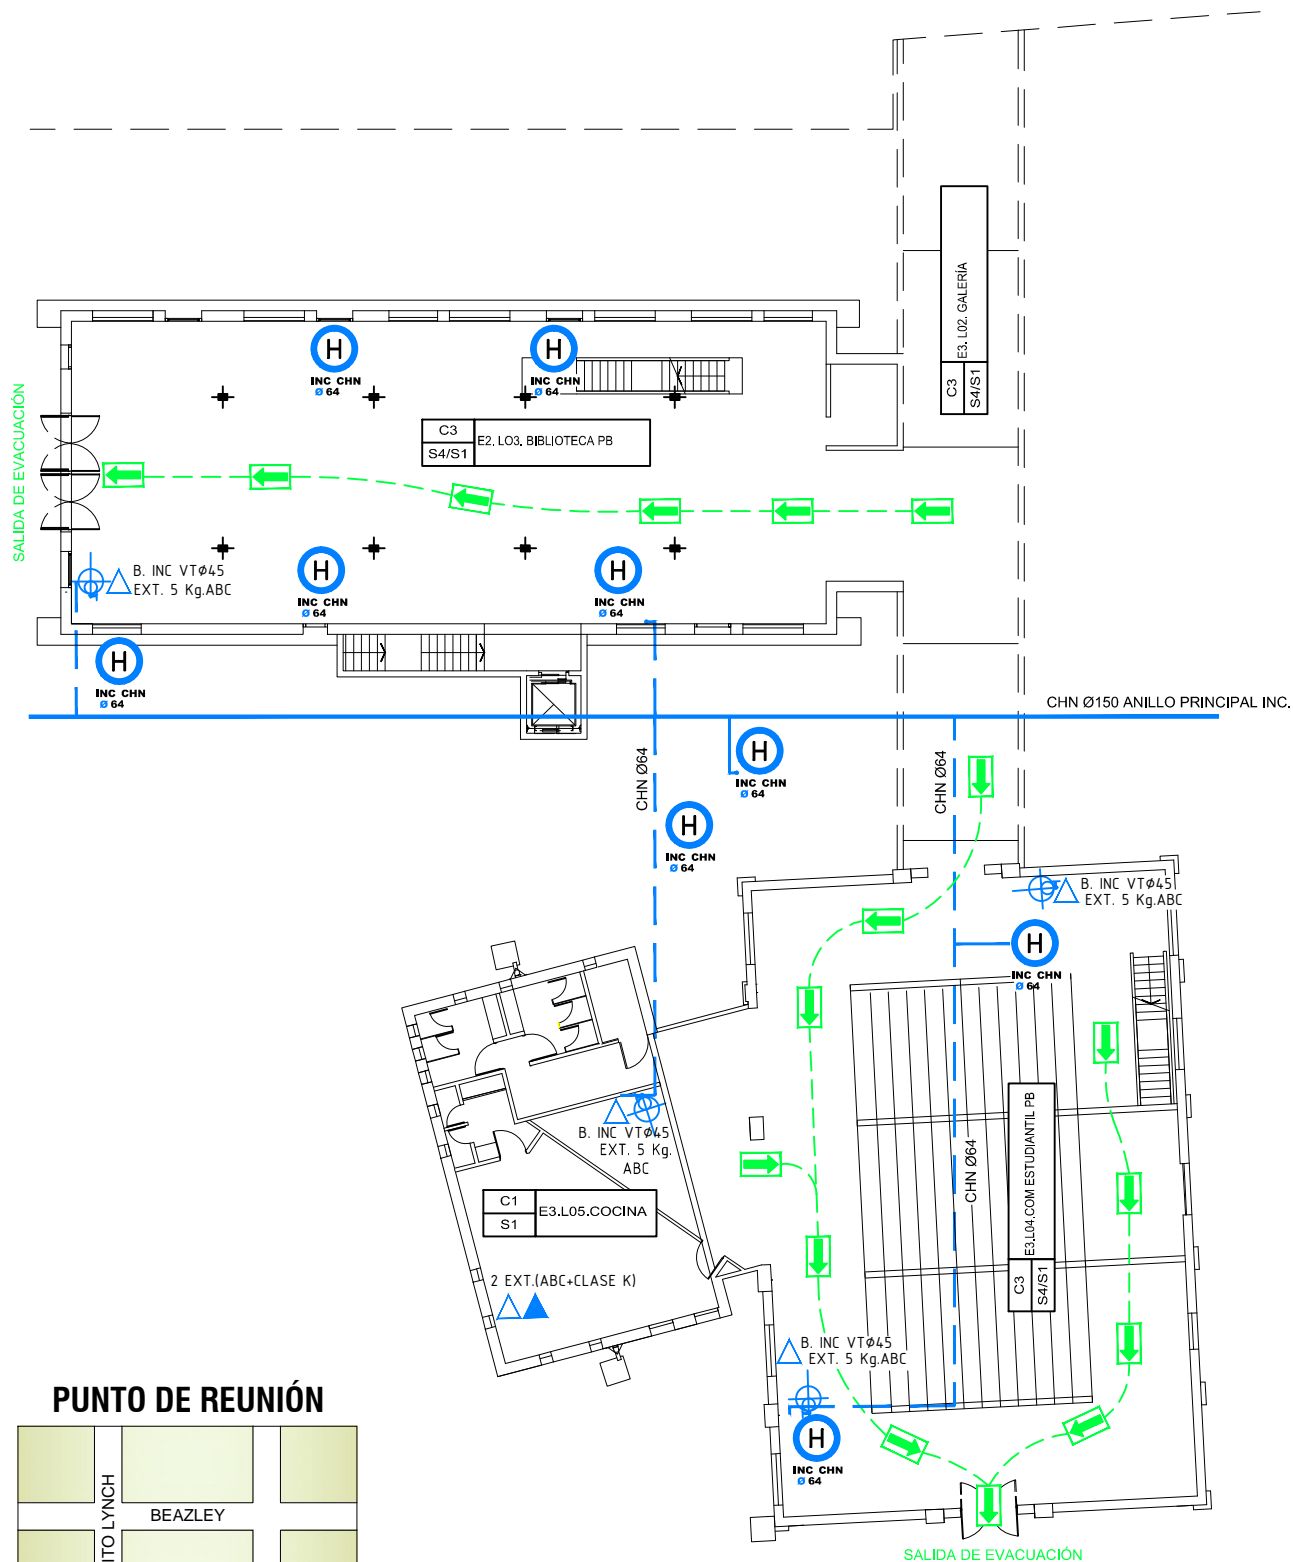 E3. L02. GALERÍA
C3
S4/S1
H
INC CHN
Ø 64
H
INC CHN
Ø 64
SALIDA DE EVACUACIÓN
C3
S4/S1
E2. LO3. BIBLIOTECA PB
B. INC VTØ45
EXT. 5 Kg.ABC
H
INC CHN
Ø 64
H
INC CHN
Ø 64
H
INC CHN
Ø 64
CHN Ø150 ANILLO PRINCIPAL INC.
CHN Ø64
H
INC CHN
Ø 64
CHN Ø64
H
INC CHN
Ø 64
B. INC VTØ45
EXT. 5 Kg.ABC
H
INC CHN
Ø 64
B. INC VTØ45
EXT. 5 Kg.
ABC
E3.L04.COM ESTUDIANTIL PB
C3
S4/S1
CHN Ø64
C1
S1
E3.L05.COCINA
2 EXT.(ABC+CLASE K)
B. INC VTØ45
EXT. 5 Kg.ABC
H
INC CHN
Ø 64
PUNTO DE REUNIÓN
ITO LYNCH
BEAZLEY
SALIDA DE EVACUACIÓN